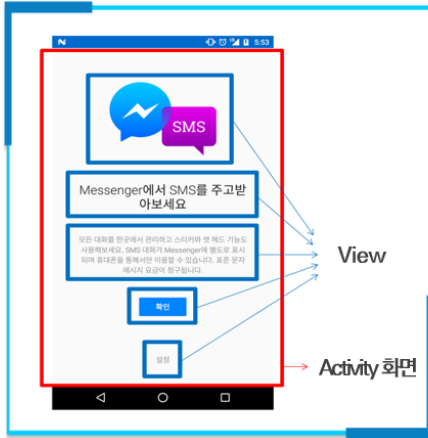 N 5:53
SMS
Messenger에서 SMS를 주고받
아보세요
모든 대화를 한곳에서 관리하고 스티커와 챗 헤드 기능도
사용해보세요. SMS 대화가 Messenger에 별도로 표시
되며 휴대폰을 통해서만 이용할 수 있습니다. 표준 문자
메시지 요금이 청구됩니다.
View
확인
설정
Activity 화면